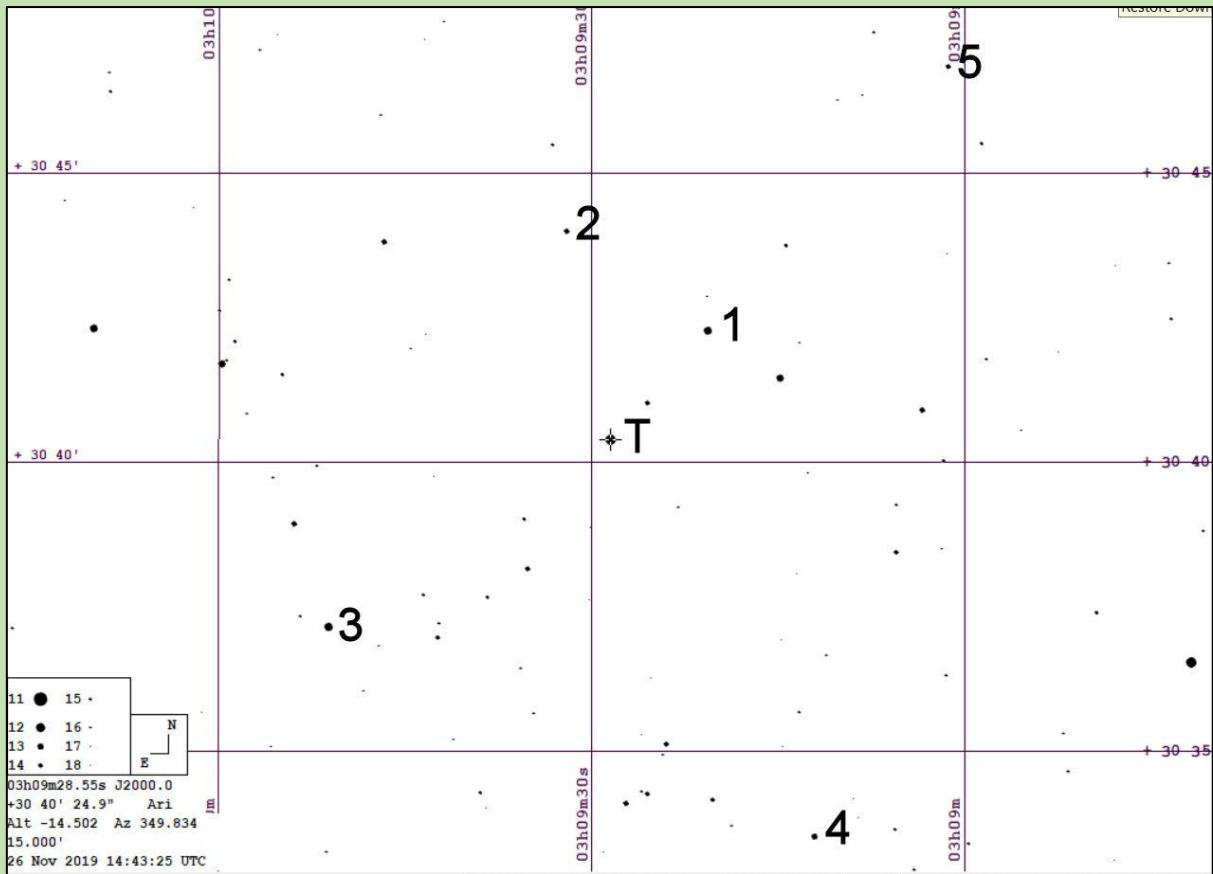 Restore Down
03h10
03h09m30
03h09
5
+ 30 45'
+ 30 45
2
1
T
+ 30 40'
+ 30 40
3
11 15
12 16
13 17
14 18
N
E
+ 30 35
03h09m28.55s J2000.0
+30 40' 24.9" Ari
Alt -14.502 Az 349.834
15.000'
26 Nov 2019 14:43:25 UTC
m
03h09m30s
4
03h09m